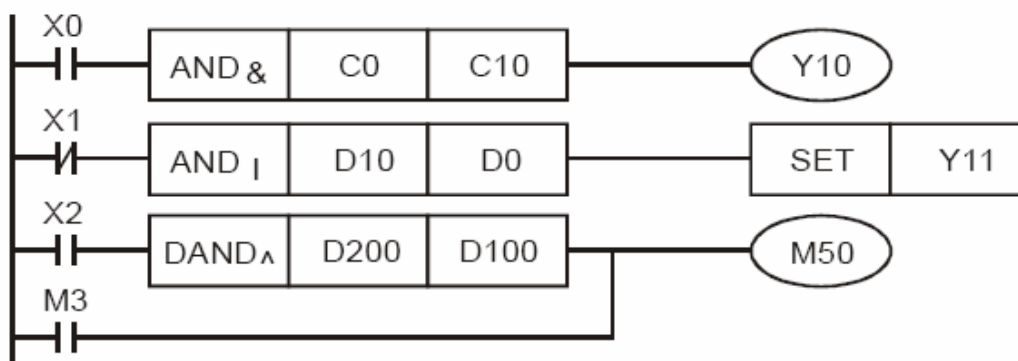 X0
AND & C0 C10 Y10
X1
AND | D10 D0 SET Y11
X2
DAND ^ D200 D100 M50
M3